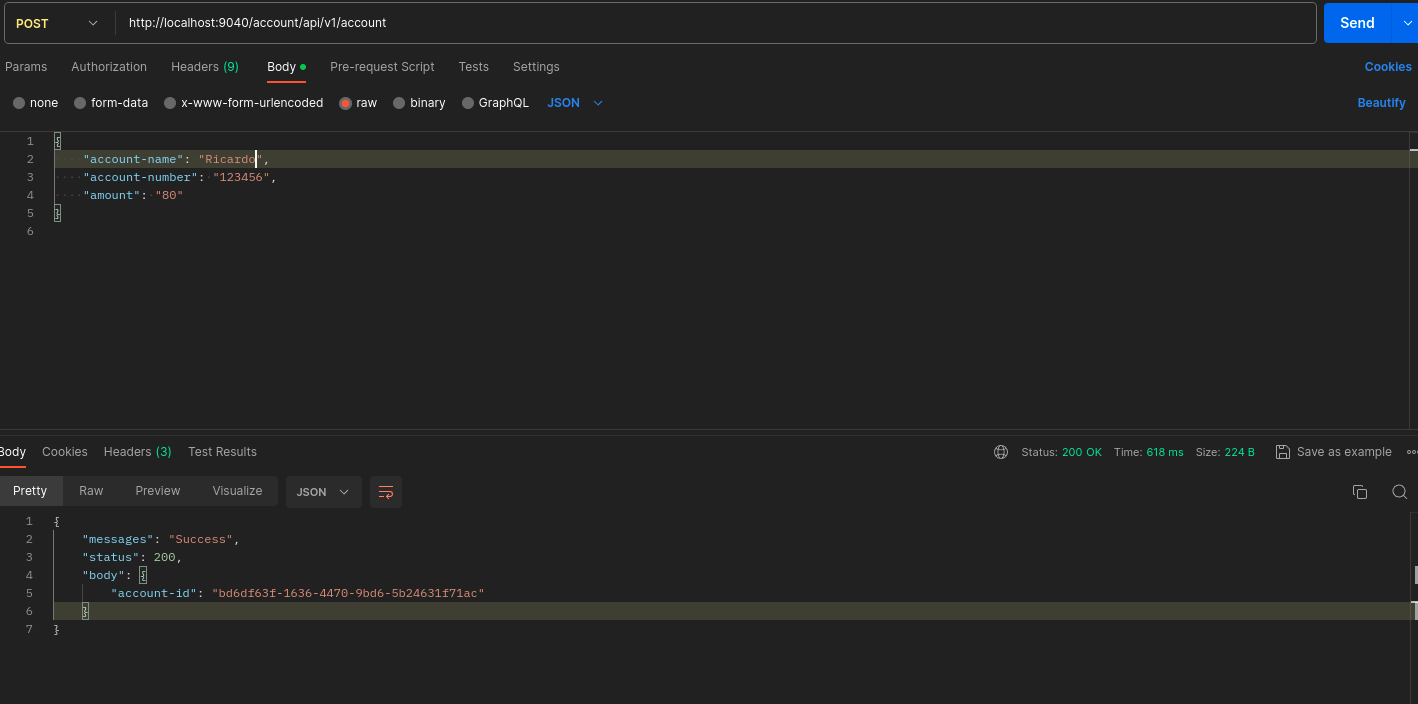 POST http://localhost:9040/account/api/v1/account Send
Params Authorization Headers (9) Body Pre-request Script Tests Settings Cookies
none form-data x-www-form-urlencoded raw binary GraphQL JSON Beautify
1 {
2 "account-name": "Ricardo",
3 "account-number": "123456",
4 "amount": "80"
5 }
6
Body Cookies Headers (3) Test Results Status: 200 OK Time: 618 ms Size: 224 B Save as example
Pretty Raw Preview Visualize JSON
1 {
2 "messages": "Success",
3 "status": 200,
4 "body": {
5 "account-id": "bd6df63f-1636-4470-9bd6-5b24631f71ac"
6 }
7 }